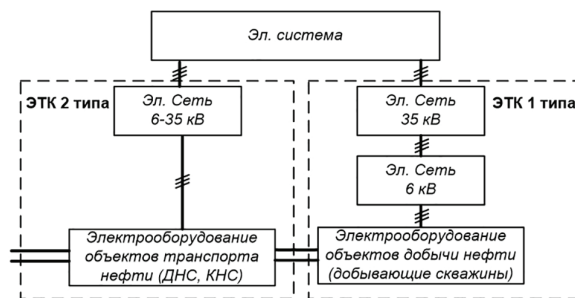 Эл. система
ЭТК 2 типа
Эл. Сеть
6-35 кВ
Эл. Сеть
35 кВ
ЭТК 1 типа
Эл. Сеть
6 кВ
Электрооборудование
объектов транспорта
нефти (ДНС, КНС)
Электрооборудование
объектов добычи нефти
(добывающие скважины)